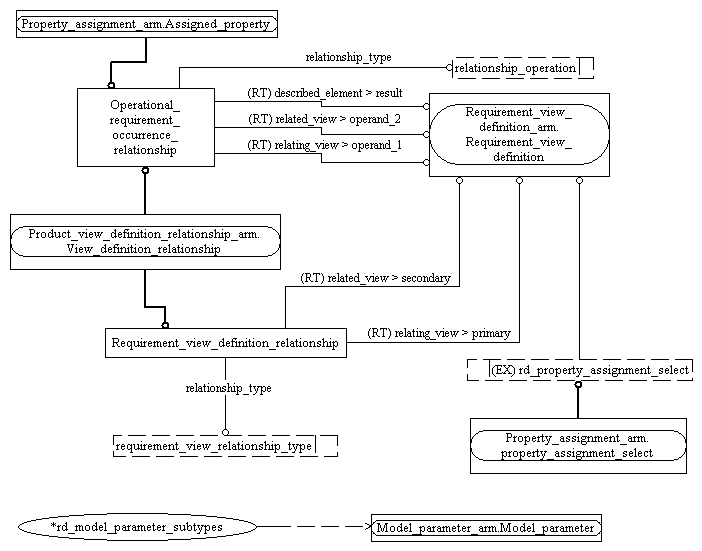 Property_assignment_arm.Assigned_property
relationship_type
relationship_operation
Operational_
requirement_
occurrence_
relationship
(RT) described_element > result
(RT) related_view > operand_2
(RT) relating_view > operand_1
Requirement_view_
definition_arm.
Requirement_view_
definition
Product_view_definition_relationship_arm.
View_definition_relationship
(RT) related_view > secondary
(RT) relating_view > primary
Requirement_view_definition_relationship
(EX) rd_property_assignment_select
relationship_type
requirement_view_relationship_type
Property_assignment_arm.
property_assignment_select
*rd_model_parameter_subtypes
Model_parameter_arm.Model_parameter